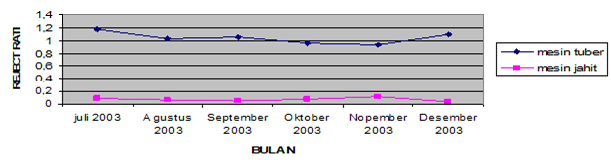 1,4
1,2
1
0,8
0,6
0,4
0,2
0
REJECT RATI
juli 2003
Agustus
2003
September
2003
Oktober
2003
Nopember
2003
Desember
2003
BULAN
mesin tuber
mesin jahit